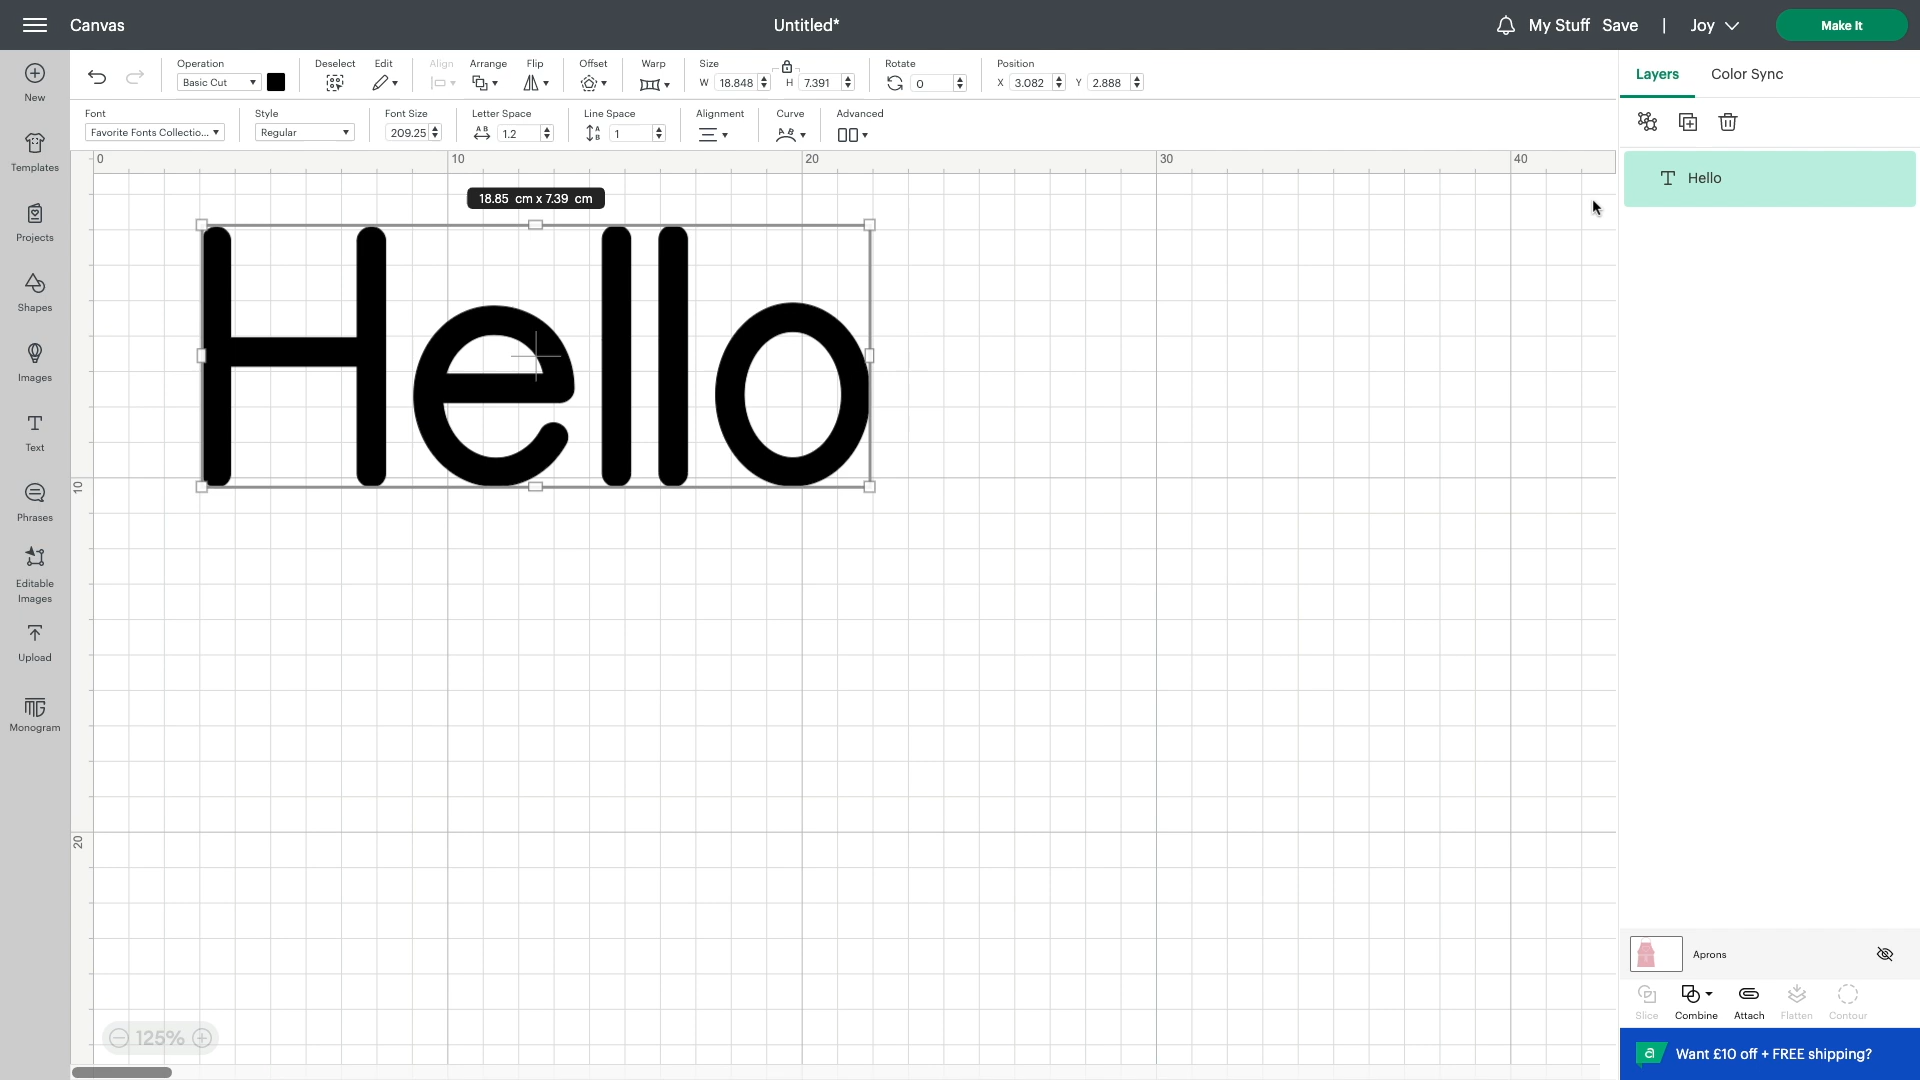 Canvas
Untitled*
My Stuff Save | Joy
Make It
Operation
Basic Cut
Deselect
Edit
Align
Arrange
Flip
Offset
Warp
Size
W 18.848
H 7.391
Rotate
0
Position
X 3.082
Y 2.888
Font
Favorite Fonts Collectio...
Style
Regular
Font Size
209.25
Letter Space
1.2
Line Space
1
Alignment
Curve
Advanced
New
Templates
Projects
Shapes
Images
Text
Phrases
Editable
Images
Upload
Monogram
0 10 20 30 40
10
20
18.85 cm x 7.39 cm
Hello
125%
Layers
Color Sync
Hello
Aprons
Slice
Combine
Attach
Flatten
Contour
Want £10 off + FREE shipping?